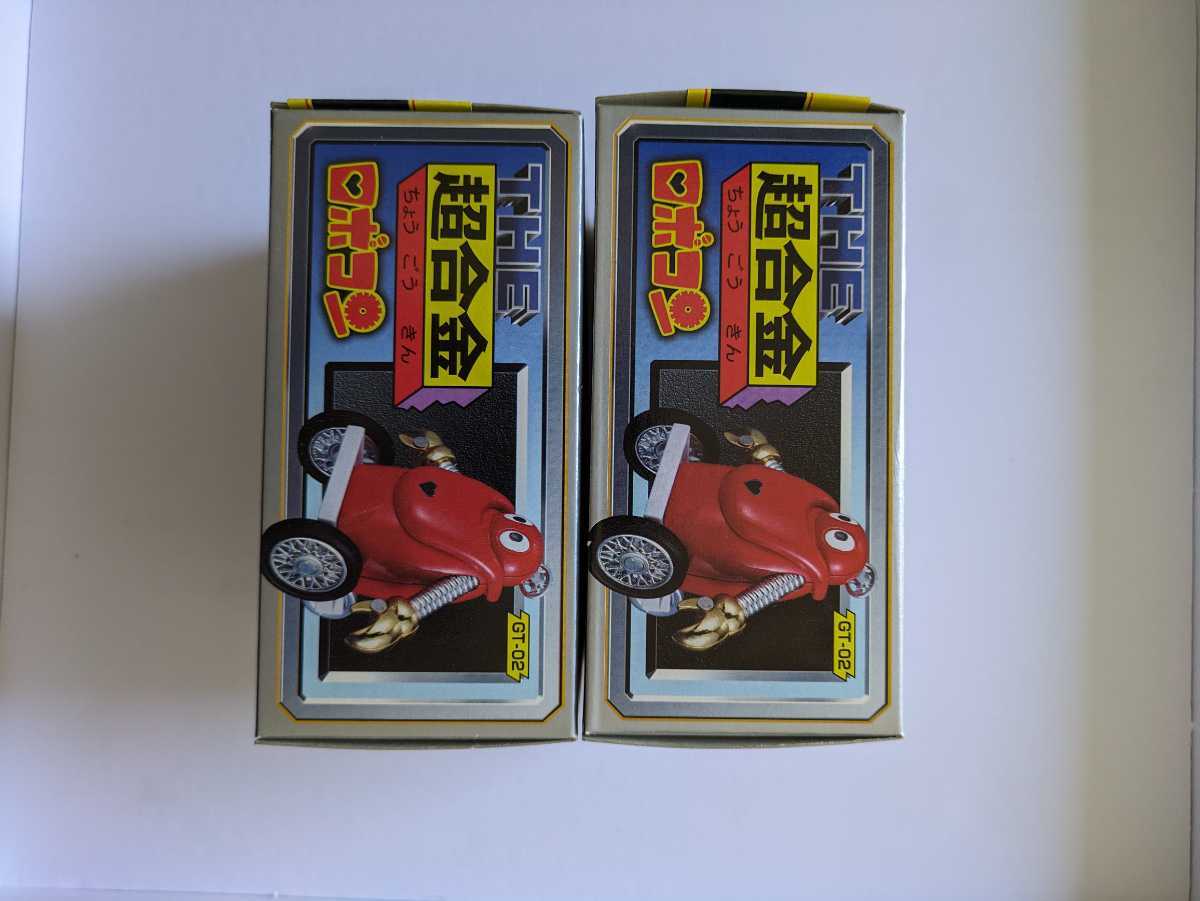 THE
超合金
ちょう ごう きん
ロボコン
GT-02
THE
超合金
ちょう ごう きん
ロボコン
GT-02